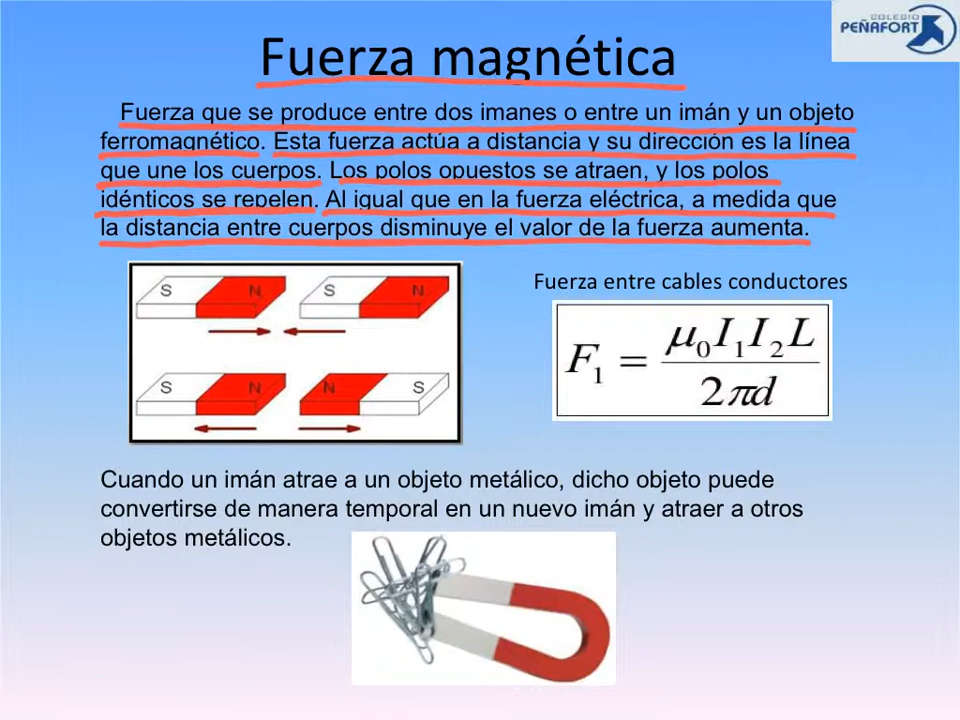 COLEGIO
PEÑAFORT
Fuerza magnética
Fuerza que se produce entre dos imanes o entre un imán y un objeto
ferromagnético. Esta fuerza actúa a distancia y su dirección es la línea
que une los cuerpos. Los polos opuestos se atraen, y los polos
idénticos se repelen. Al igual que en la fuerza eléctrica, a medida que
la distancia entre cuerpos disminuye el valor de la fuerza aumenta.
S N S N
S N N S
Fuerza entre cables conductores
F₁ = μ₀I₁I₂L / 2πd
Cuando un imán atrae a un objeto metálico, dicho objeto puede
convertirse de manera temporal en un nuevo imán y atraer a otros
objetos metálicos.